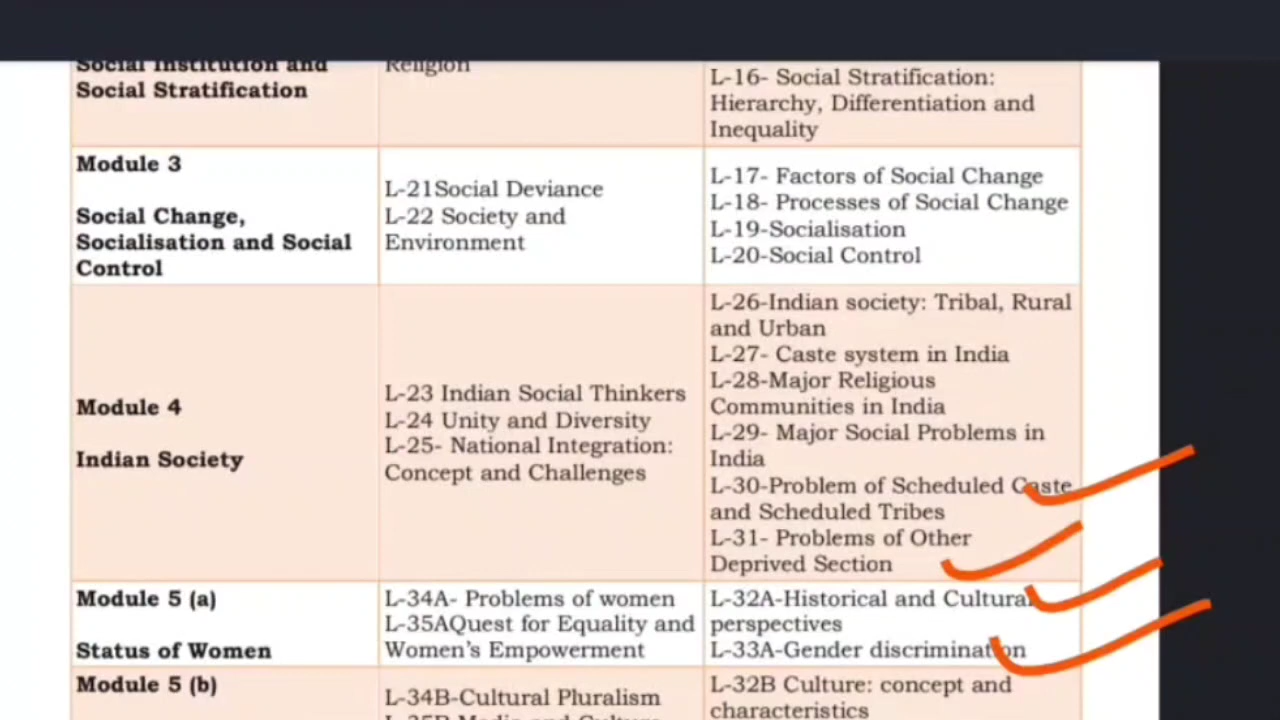 Social Institution and
Social Stratification
Religion
L-16- Social Stratification:
Hierarchy, Differentiation and
Inequality
Module 3
Social Change,
Socialisation and Social
Control
L-21Social Deviance
L-22 Society and
Environment
L-17- Factors of Social Change
L-18- Processes of Social Change
L-19-Socialisation
L-20-Social Control
Module 4
Indian Society
L-23 Indian Social Thinkers
L-24 Unity and Diversity
L-25- National Integration:
Concept and Challenges
L-26-Indian society: Tribal, Rural
and Urban
L-27- Caste system in India
L-28-Major Religious
Communities in India
L-29- Major Social Problems in
India
L-30-Problem of Scheduled Caste
and Scheduled Tribes
L-31- Problems of Other
Deprived Section
Module 5 (a)
Status of Women
L-34A- Problems of women
L-35AQuest for Equality and
Women's Empowerment
L-32A-Historical and Cultural
perspectives
L-33A-Gender discrimination
Module 5 (b)
L-34B-Cultural Pluralism
L-35B Media and Culture
L-32B Culture: concept and
characteristics